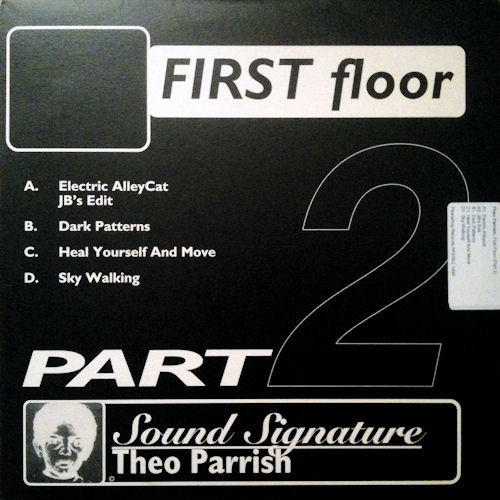 FIRST floor
A. Electric AlleyCat
JB's Edit
B. Dark Patterns
C. Heal Yourself And Move
D. Sky Walking
PART 2
Sound Signature
Theo Parrish
©